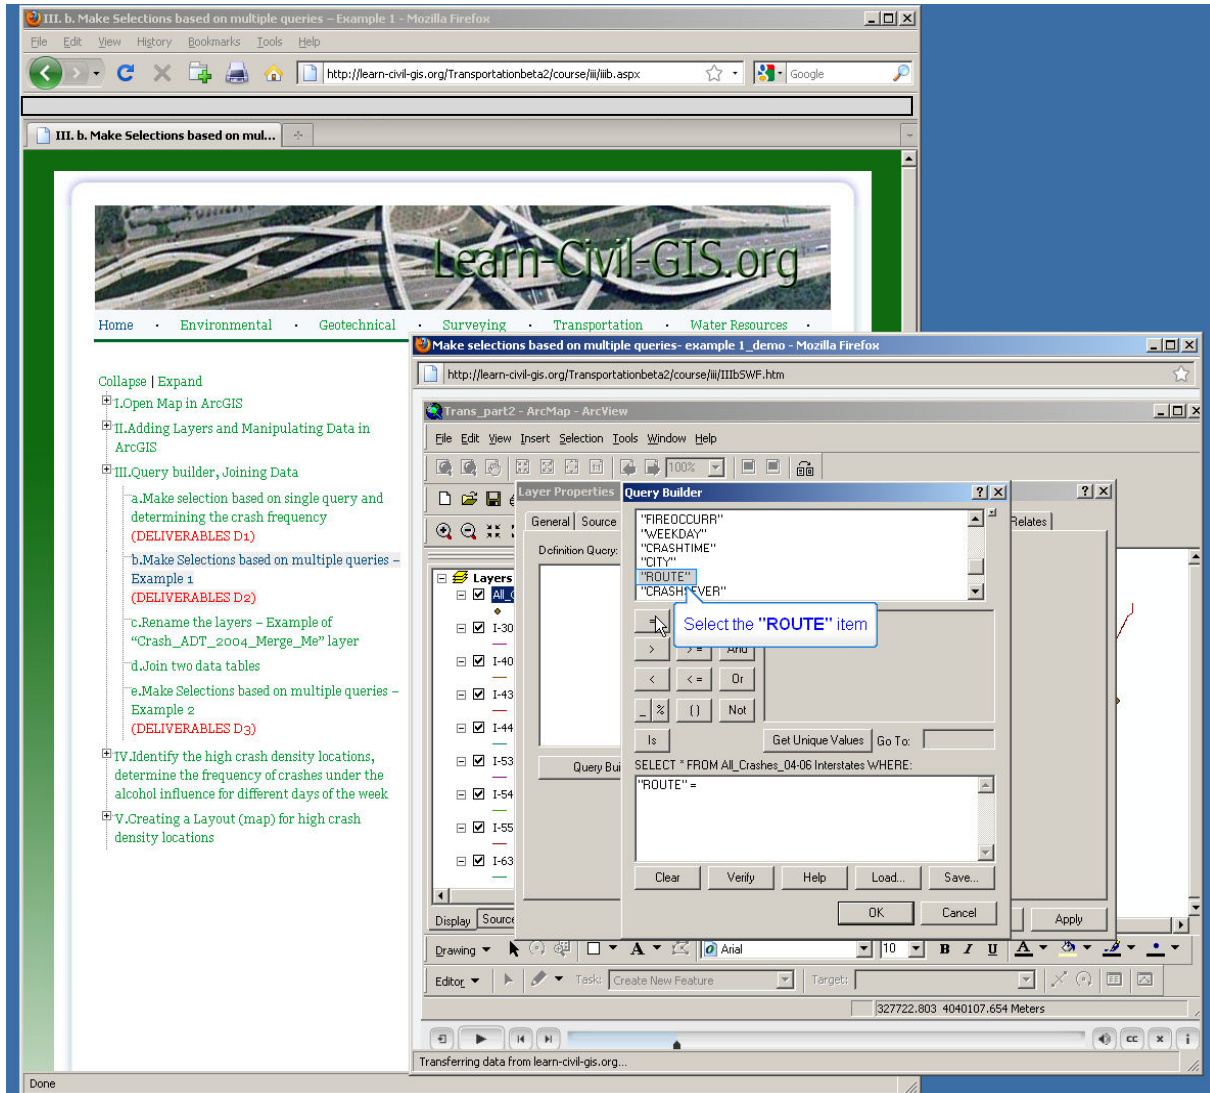 III. b. Make Selections based on multiple queries – Example 1 - Mozilla Firefox
File Edit View History Bookmarks Tools Help
http://learn-civil-gis.org/Transportationbeta2/course/iii/iiib.aspx
Google
III. b. Make Selections based on mul...
Learn-Civil-GIS.org
Home · Environmental · Geotechnical · Surveying · Transportation · Water Resources ·
Collapse | Expand
I.Open Map in ArcGIS
II.Adding Layers and Manipulating Data in
ArcGIS
III.Query builder, Joining Data
a.Make selection based on single query and
determining the crash frequency
(DELIVERABLES D1)
b.Make Selections based on multiple queries –
Example 1
(DELIVERABLES D2)
c.Rename the layers – Example of
“Crash_ADT_2004_Merge_Me” layer
d.Join two data tables
e.Make Selections based on multiple queries –
Example 2
(DELIVERABLES D3)
IV.Identify the high crash density locations,
determine the frequency of crashes under the
alcohol influence for different days of the week
V.Creating a Layout (map) for high crash
density locations
Done
Make selections based on multiple queries- example 1_demo - Mozilla Firefox
http://learn-civil-gis.org/Transportationbeta2/course/iii/IIIbSWF.htm
Trans_part2 - ArcMap - ArcView
File Edit View Insert Selection Tools Window Help
100%
Layer Properties
General Source
Relates
Definition Query:
Query Bui
Layers
All_C
I-30
I-40
I-43
I-44
I-53
I-54
I-55
I-63
Display Source
Query Builder
"FIREOCCURR"
"WEEKDAY"
"CRASHTIME"
"CITY"
"ROUTE"
"CRASHSEVER"
Select the "ROUTE" item
=
> > = And
< < = Or
_ % ( ) Not
Is Get Unique Values Go To:
SELECT * FROM All_Crashes_04-06 Interstates WHERE:
"ROUTE" =
Clear Verify Help Load... Save...
OK Cancel
Apply
Drawing A Arial 10 B I U A
Editor Task: Create New Feature Target:
327722.803 4040107.654 Meters
CC x i
Transferring data from learn-civil-gis.org...